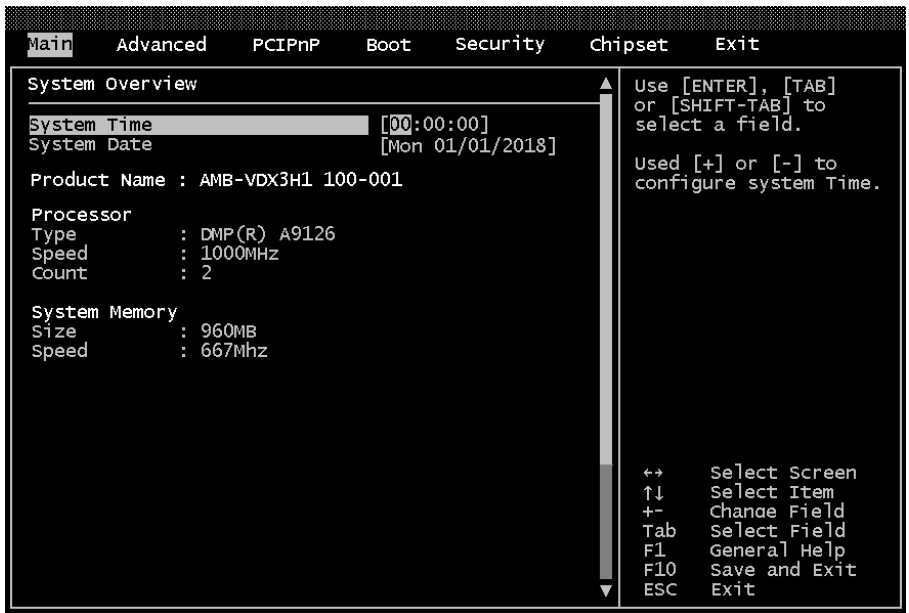 Main Advanced PCIPnP Boot Security Chipset Exit
System Overview
System Time [00:00:00]
System Date [Mon 01/01/2018]
Product Name : AMB-VDX3H1 100-001
Processor
Type : DMP(R) A9126
Speed : 1000MHz
Count : 2
System Memory
Size : 960MB
Speed : 667Mhz
Use [ENTER], [TAB]
or [SHIFT-TAB] to
select a field.
Used [+] or [-] to
configure system Time.
↔ Select Screen
↑↓ Select Item
+- Change Field
Tab Select Field
F1 General Help
F10 Save and Exit
ESC Exit